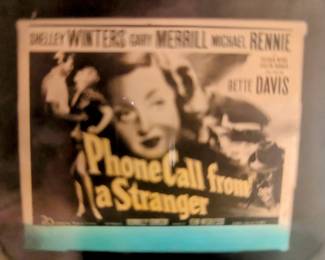 SHELLEY WINTERS GARY MERRILL MICHAEL RENNIE
BETTE DAVIS
Phone Call from
a Stranger